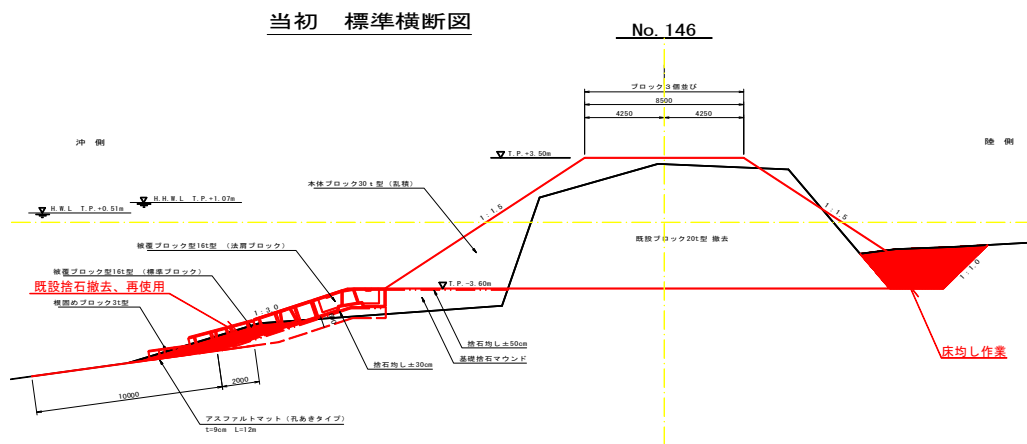 当初　標準横断図
No. 146
ブロック3個並び
8500
4250
4250
沖 側
陸 側
T.P.+3.50m
本体ブロック30ｔ型（乱積）
H.H.W.L T.P.+1.07m
H.W.L T.P.+0.51m
1:1.5
1:1.5
既設ブロック20t型 撤去
被覆ブロック型16t型 （法肩ブロック）
被覆ブロック型16t型 （標準ブロック）
既設捨石撤去、再使用
T.P.-3.60m
1:1.0
根固めブロック3t型
1:3.0
捨石均し±50cm
基礎捨石マウンド
捨石均し±30cm
床均し作業
2000
10000
アスファルトマット（孔あきタイプ）
t=9cm L=12m